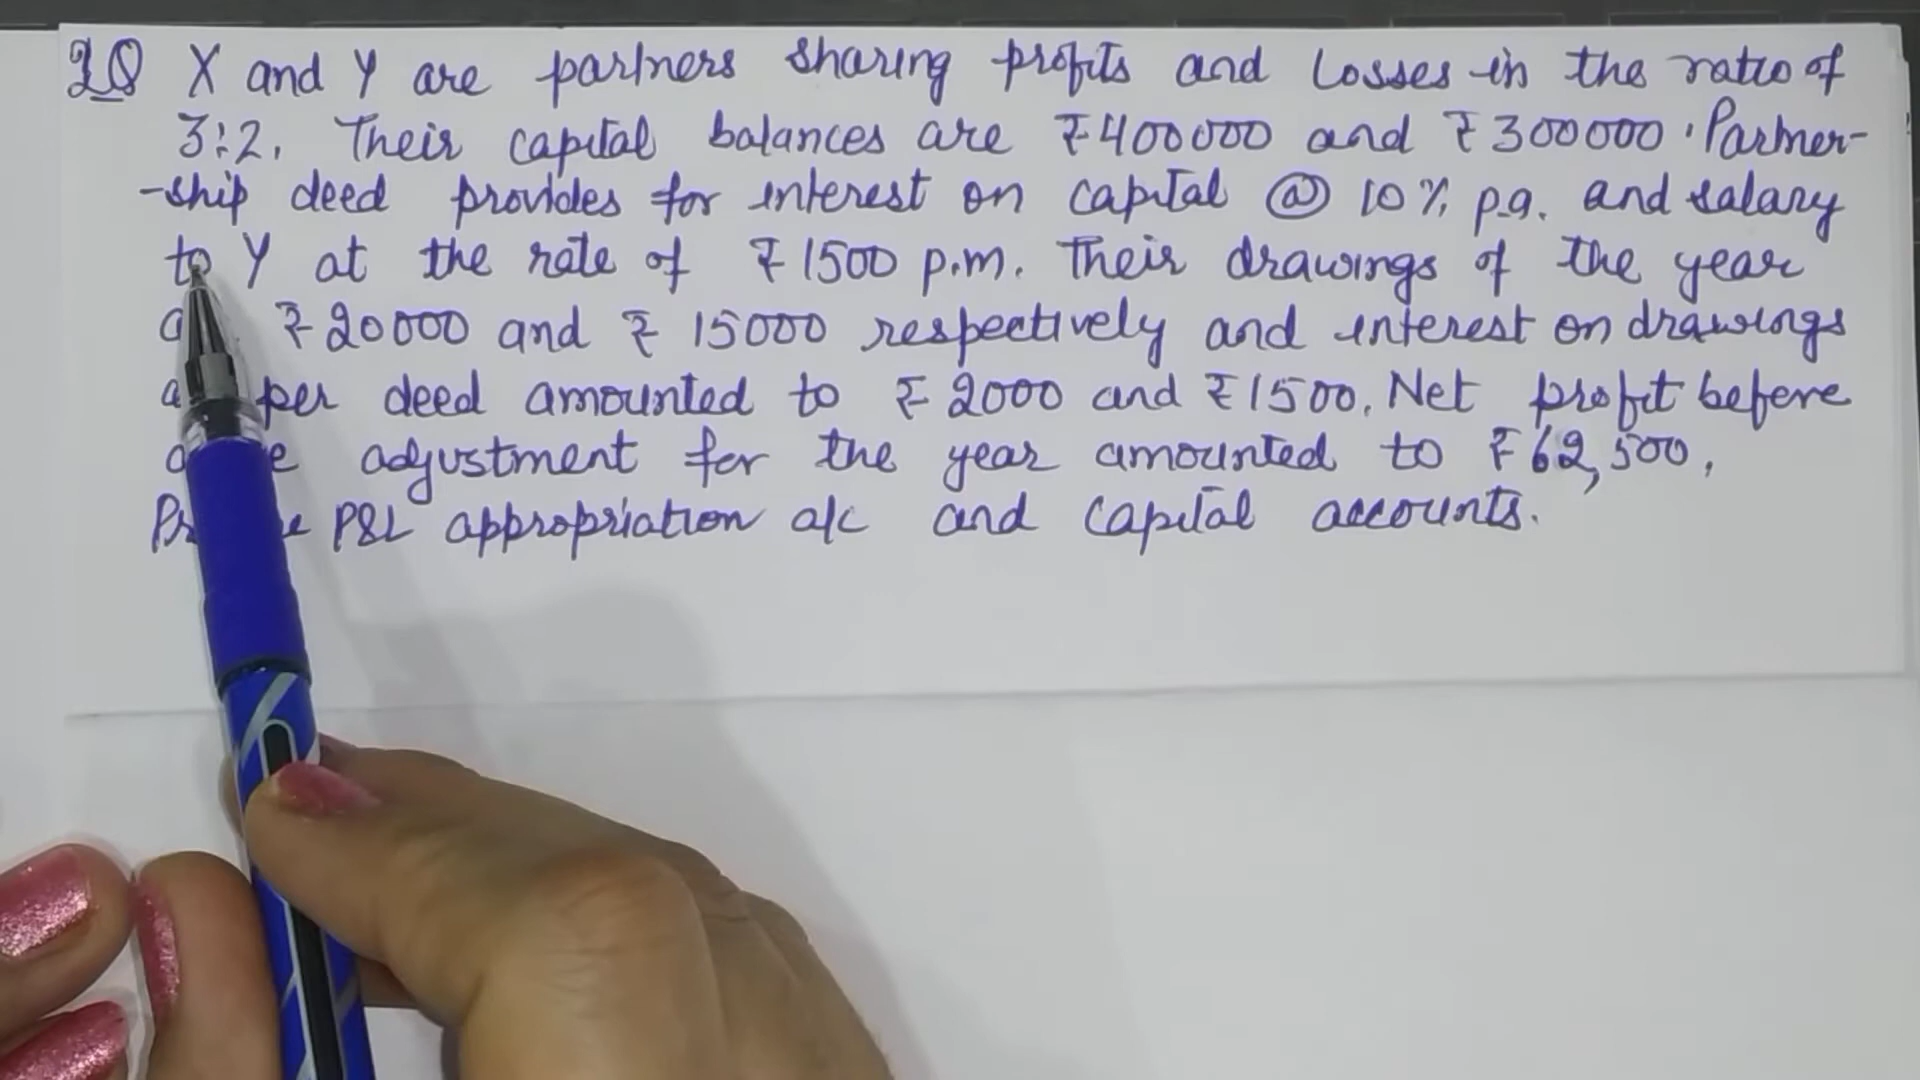 2Q X and Y are partners sharing profits and Losses in the ratio of
3:2. Their capital balances are ₹400000 and ₹300000. Partner-
-ship deed provides for interest on capital @ 10% p.a. and salary
to Y at the rate of ₹1500 p.m. Their drawings of the year
₹20000 and ₹ 15000 respectively and interest on drawings
per deed amounted to ₹2000 and ₹1500. Net profit before
adjustment for the year amounted to ₹62,500,
P&L appropriation a/c and capital accounts.